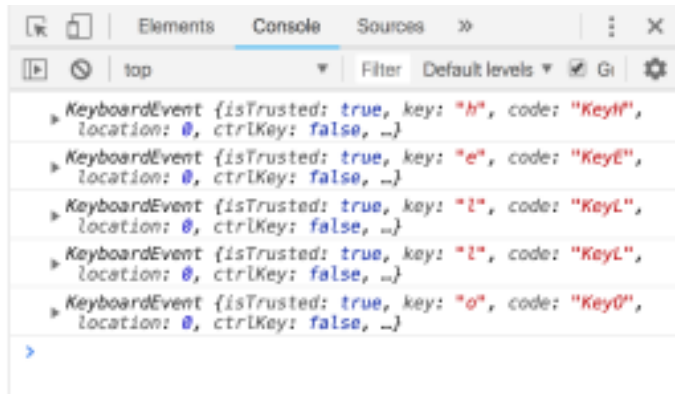 Elements Console Sources »
top ▼ Filter Default levels ▼ Gr
▶ KeyboardEvent {isTrusted: true, key: "h", code: "KeyH",
location: 0, ctrlKey: false, …}
▶ KeyboardEvent {isTrusted: true, key: "e", code: "KeyE",
location: 0, ctrlKey: false, …}
▶ KeyboardEvent {isTrusted: true, key: "l", code: "KeyL",
location: 0, ctrlKey: false, …}
▶ KeyboardEvent {isTrusted: true, key: "l", code: "KeyL",
location: 0, ctrlKey: false, …}
▶ KeyboardEvent {isTrusted: true, key: "o", code: "KeyO",
location: 0, ctrlKey: false, …}
>